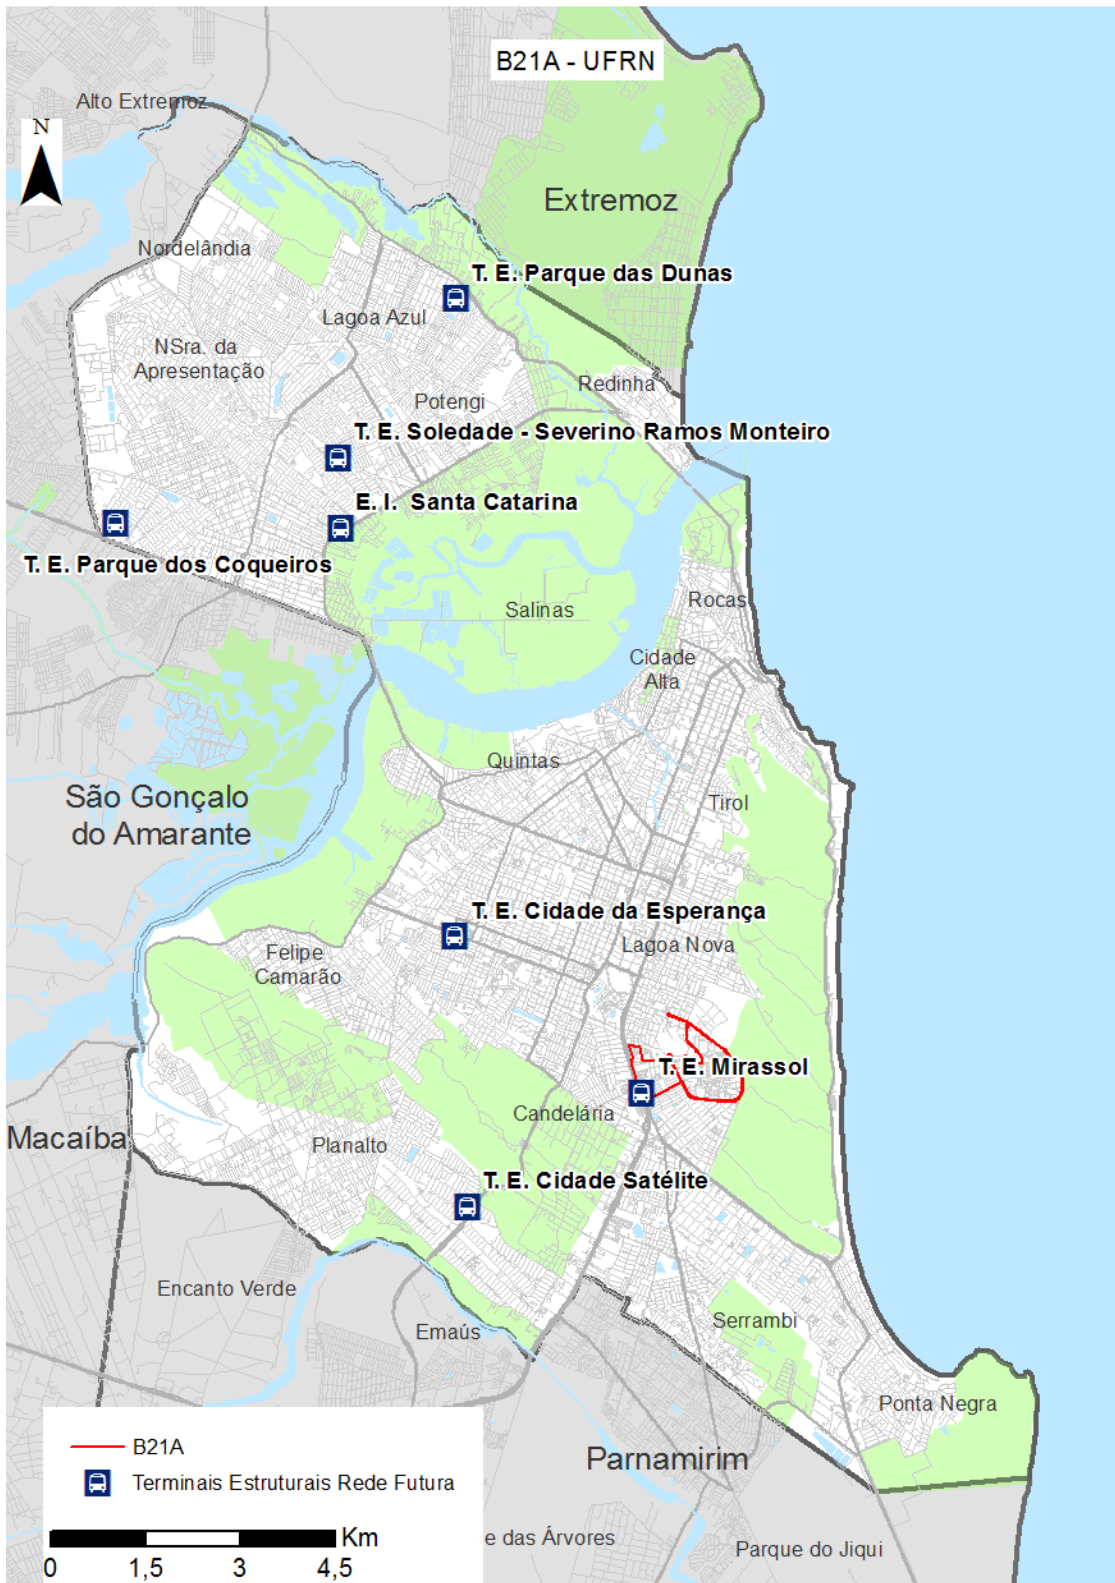 B21A - UFRN
Alto Extremoz
N
Extremoz
Nordelândia
T. E. Parque das Dunas
Lagoa Azul
NSra. da
Apresentação
Redinha
Potengi
T. E. Soledade - Severino Ramos Monteiro
E. I. Santa Catarina
T. E. Parque dos Coqueiros
Rocas
Salinas
Cidade
Alta
Quintas
São Gonçalo
do Amarante
Tirol
T. E. Cidade da Esperança
Lagoa Nova
Felipe
Camarão
T. E. Mirassol
Candelária
Macaíba
Planalto
T. E. Cidade Satélite
Encanto Verde
Serrambi
Emaús
Ponta Negra
B21A
Parnamirim
Terminais Estruturais Rede Futura
Km
e das Árvores
Parque do Jiqui
0 1,5 3 4,5